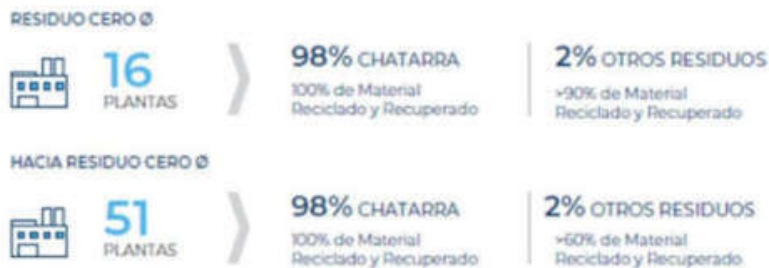 RESIDUO CERO Ø
16
PLANTAS
98% CHATARRA
100% de Material
Reciclado y Recuperado
2% OTROS RESIDUOS
>90% de Material
Reciclado y Recuperado
HACIA RESIDUO CERO Ø
51
PLANTAS
98% CHATARRA
100% de Material
Reciclado y Recuperado
2% OTROS RESIDUOS
>60% de Material
Reciclado y Recuperado